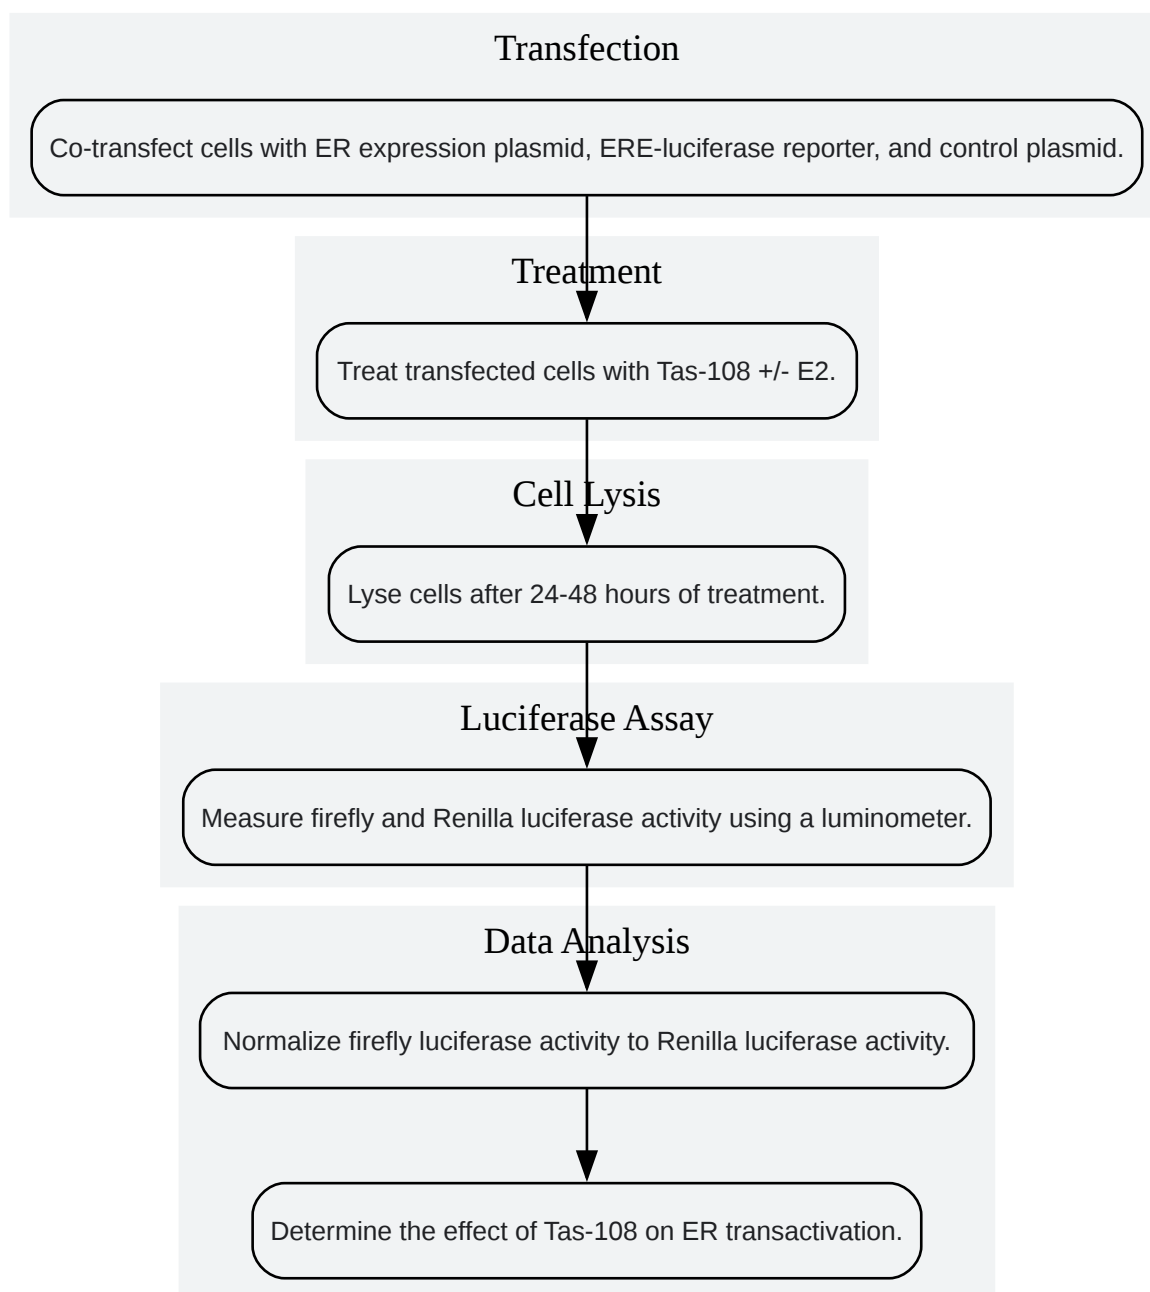 Transfection
Co-transfect cells with ER expression plasmid, ERE-luciferase reporter, and control plasmid.
Treatment
Treat transfected cells with Tas-108 +/- E2.
Cell Lysis
Lyse cells after 24-48 hours of treatment.
Luciferase Assay
Measure firefly and Renilla luciferase activity using a luminometer.
Data Analysis
Normalize firefly luciferase activity to Renilla luciferase activity.
Determine the effect of Tas-108 on ER transactivation.